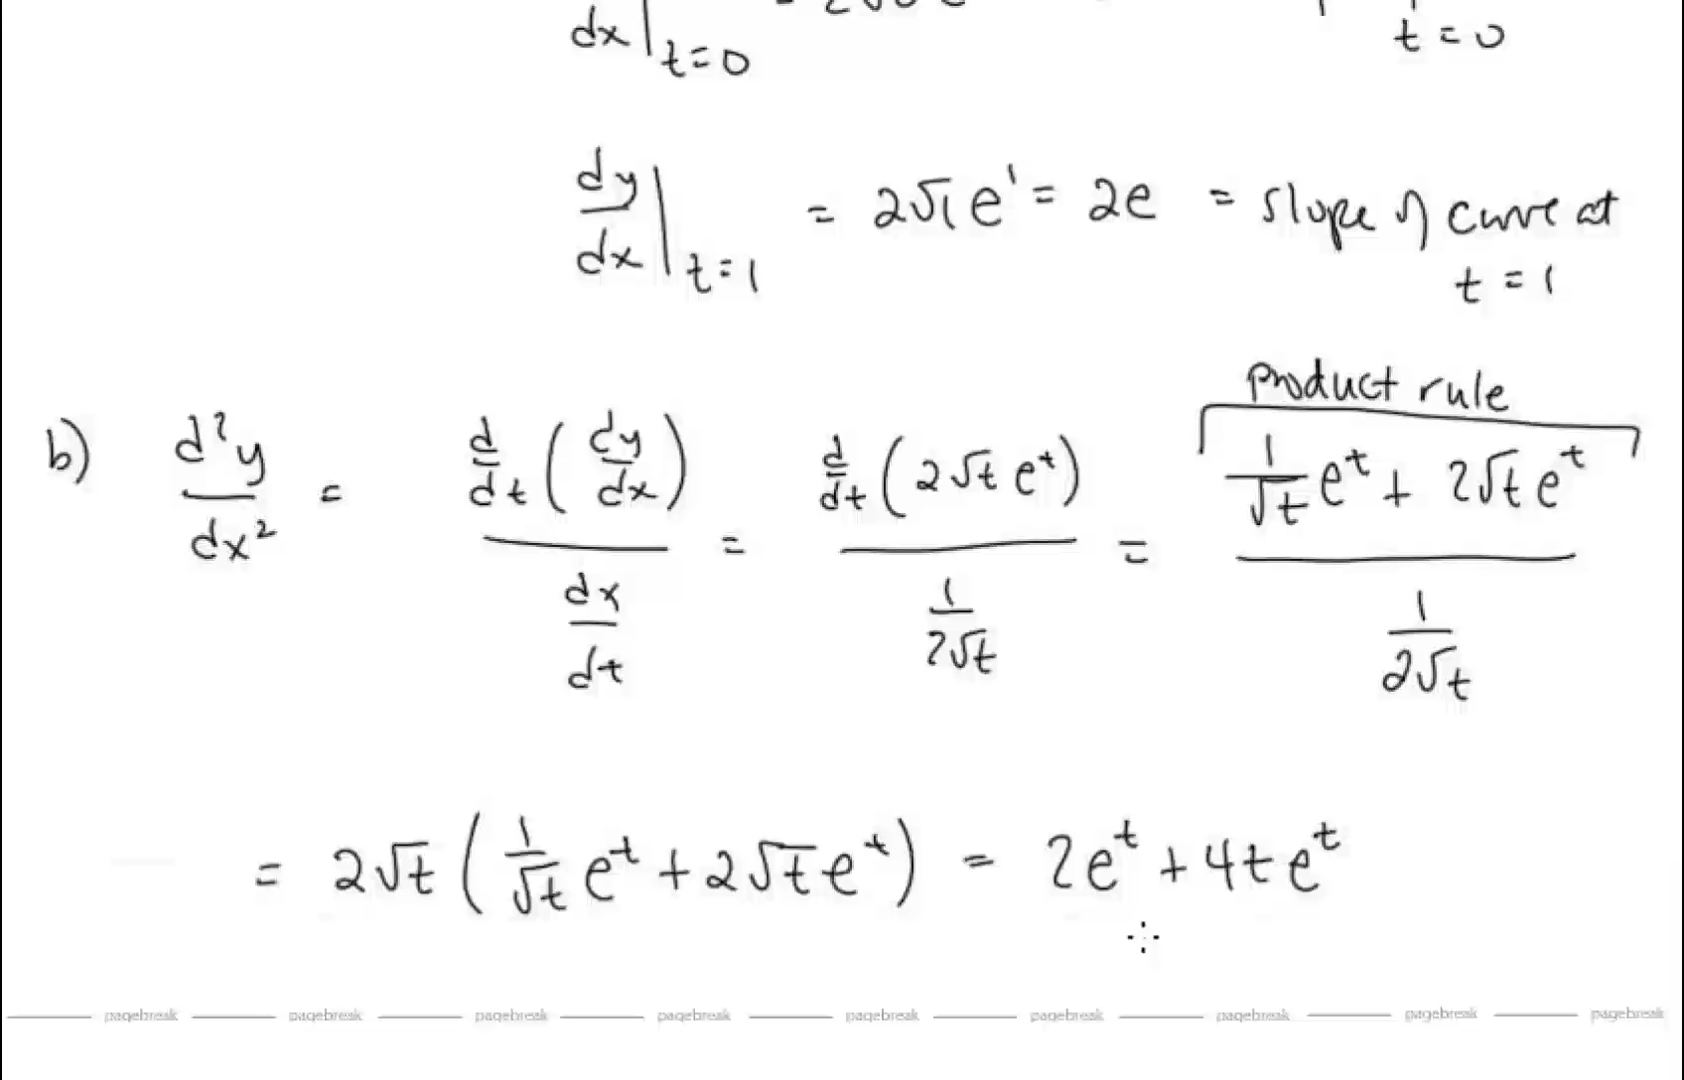 dx |t=0 t = 0
dy/dx |t=1 = 2√1 e^1 = 2e = slope of curve at
t = 1
product rule
b) d²y/dx² = d/dt (dy/dx) / (dx/dt) = d/dt (2√t e^t) / (1/(2√t)) = (1/√t e^t + 2√t e^t) / (1/(2√t))
= 2√t (1/√t e^t + 2√t e^t) = 2e^t + 4te^t
pagebreak pagebreak pagebreak pagebreak pagebreak pagebreak pagebreak pagebreak pagebreak